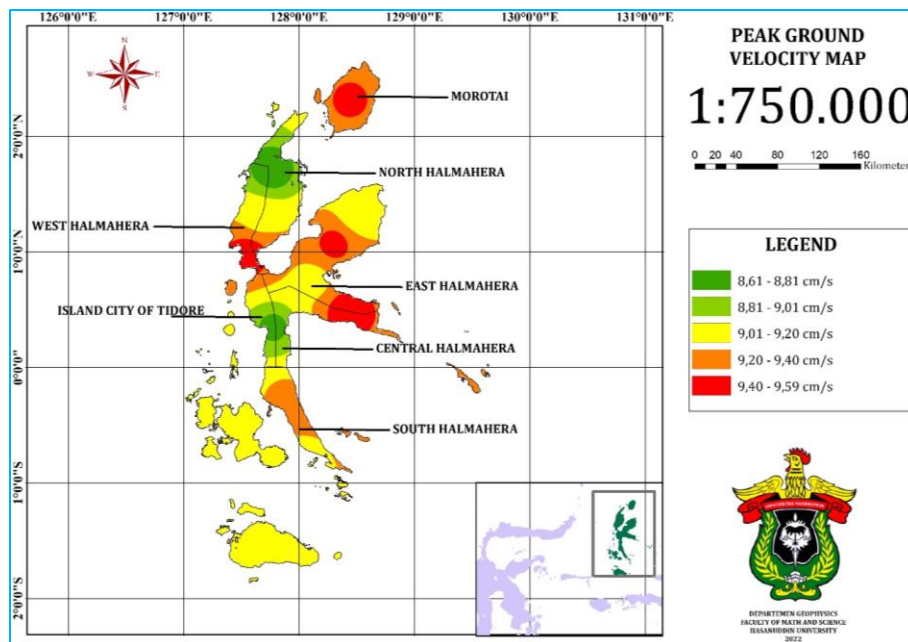 126°0'0"E 127°0'0"E 128°0'0"E 129°0'0"E 130°0'0"E 131°0'0"E
N
W E
S
2°0'0"N
1°0'0"N
0°0'0"
1°0'0"S
2°0'0"S
MOROTAI
NORTH HALMAHERA
WEST HALMAHERA
EAST HALMAHERA
ISLAND CITY OF TIDORE
CENTRAL HALMAHERA
SOUTH HALMAHERA
PEAK GROUND
VELOCITY MAP
1:750.000
0 20 40 80 120 160
Kilometer
LEGEND
8,61 - 8,81 cm/s
8,81 - 9,01 cm/s
9,01 - 9,20 cm/s
9,20 - 9,40 cm/s
9,40 - 9,59 cm/s
DEPARTEMEN GEOPHYSICS
FACULTY OF MATH AND SCIENCE
HASANUDDIN UNIVERSITY
2022